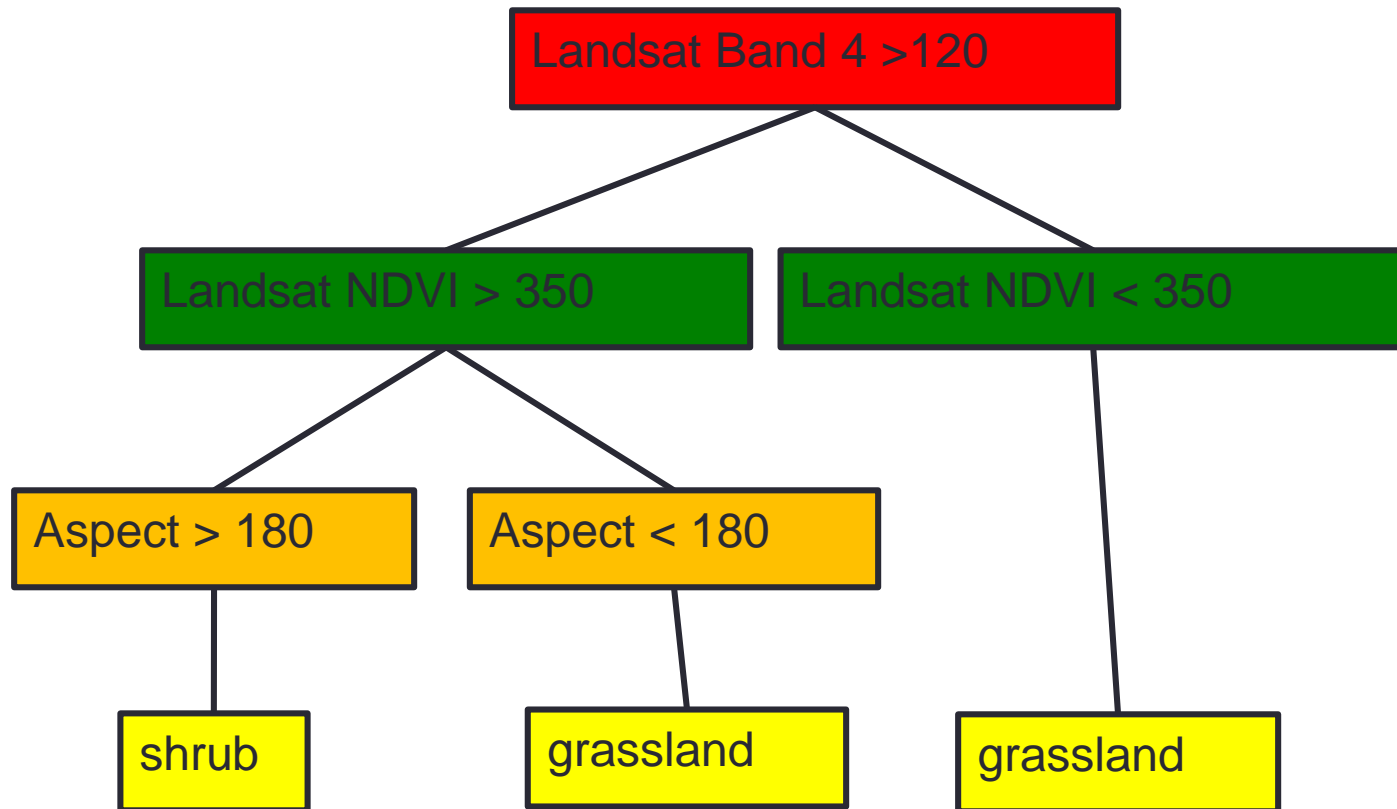 Landsat Band 4 >120
Landsat NDVI > 350
Landsat NDVI < 350
Aspect > 180
Aspect < 180
shrub
grassland
grassland